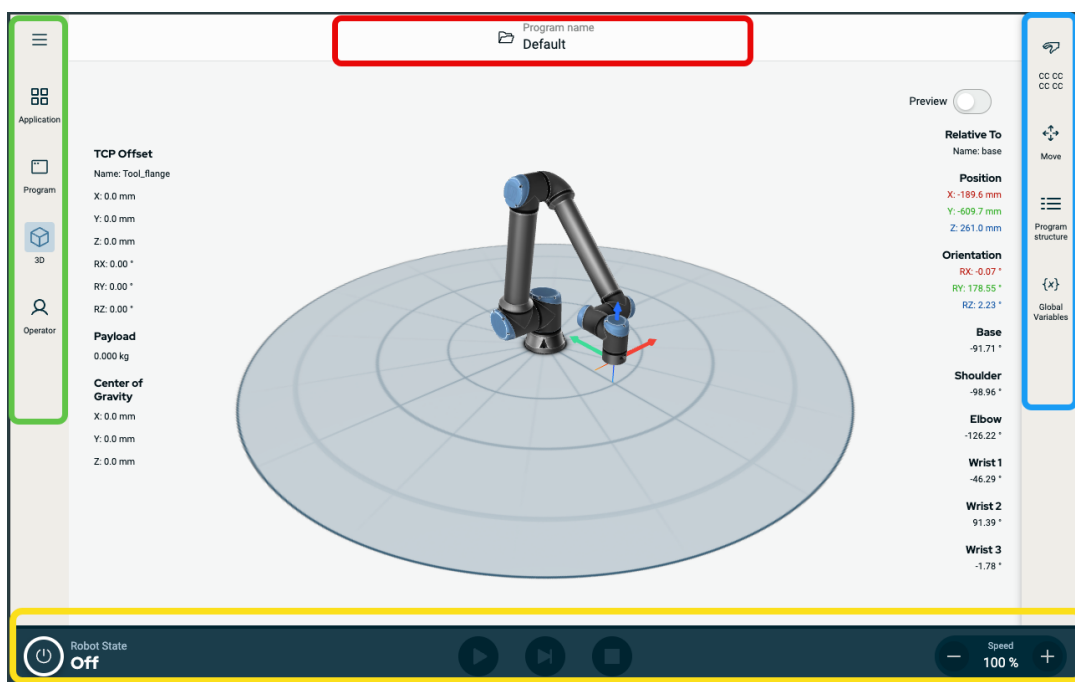 Program name
Default
Application
Program
3D
Operator
TCP Offset
Name: Tool_flange
X: 0.0 mm
Y: 0.0 mm
Z: 0.0 mm
RX: 0.00 °
RY: 0.00 °
RZ: 0.00 °
Payload
0.000 kg
Center of
Gravity
X: 0.0 mm
Y: 0.0 mm
Z: 0.0 mm
Preview
Relative To
Name: base
Position
X: -189.6 mm
Y: -609.7 mm
Z: 261.0 mm
Orientation
RX: -0.07 °
RY: 178.55 °
RZ: 2.23 °
Base
-91.71 °
Shoulder
-98.96 °
Elbow
-126.22 °
Wrist 1
-46.29 °
Wrist 2
91.39 °
Wrist 3
-1.78 °
CC CC
CC CC
Move
Program
structure
{x}
Global
Variables
Robot State
Off
Speed
100 %